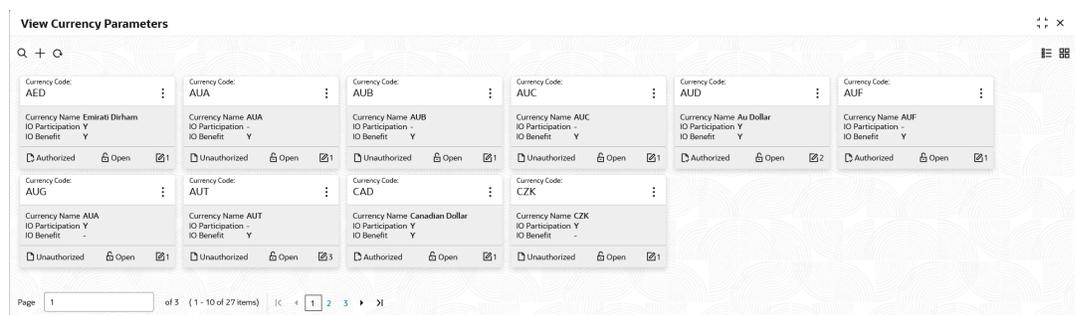 View Currency Parameters
Currency Code:
AED
Currency Name Emirati Dirham
IO Participation Y
IO Benefit Y
Authorized Open 1
Currency Code:
AUA
Currency Name AUA
IO Participation -
IO Benefit Y
Unauthorized Open 1
Currency Code:
AUB
Currency Name AUB
IO Participation -
IO Benefit Y
Unauthorized Open 1
Currency Code:
AUC
Currency Name AUC
IO Participation -
IO Benefit Y
Unauthorized Open 1
Currency Code:
AUD
Currency Name Au Dollar
IO Participation Y
IO Benefit Y
Authorized Open 2
Currency Code:
AUF
Currency Name AUF
IO Participation -
IO Benefit Y
Authorized Open 1
Currency Code:
AUG
Currency Name AUA
IO Participation Y
IO Benefit -
Unauthorized Open 1
Currency Code:
AUT
Currency Name AUT
IO Participation -
IO Benefit Y
Unauthorized Open 3
Currency Code:
CAD
Currency Name Canadian Dollar
IO Participation Y
IO Benefit Y
Authorized Open 1
Currency Code:
CZK
Currency Name CZK
IO Participation Y
IO Benefit -
Unauthorized Open 1
Page 1 of 3 ( 1 - 10 of 27 items) 1 2 3